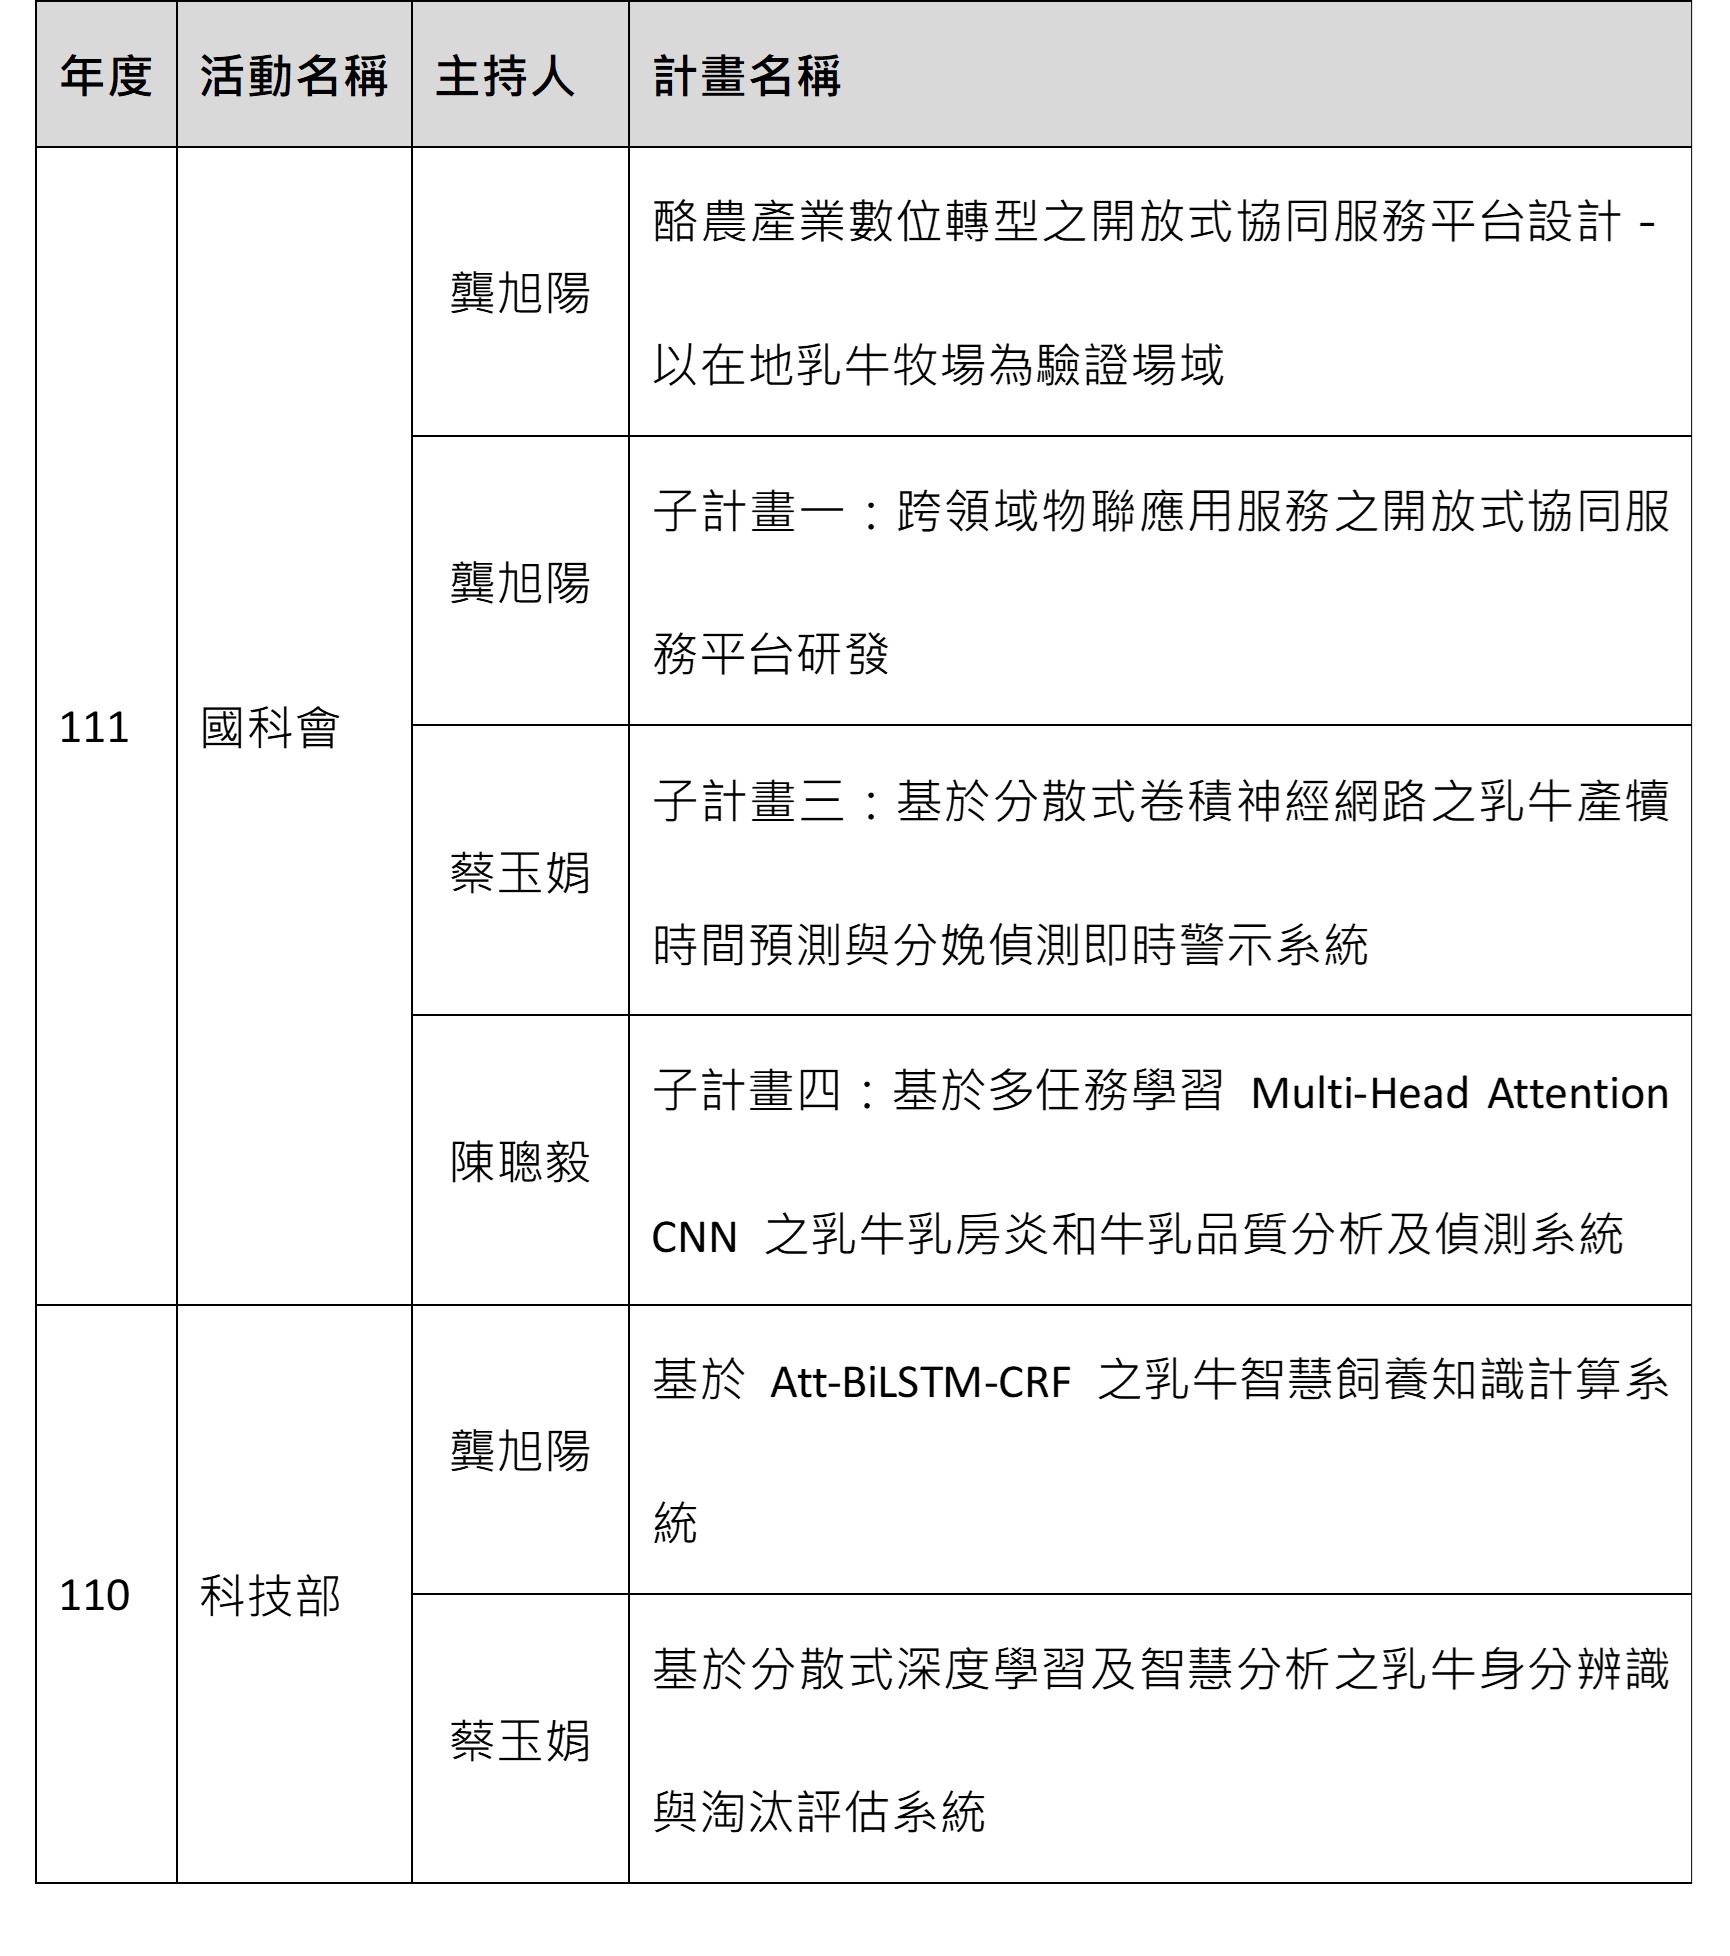 年度 活動名稱 主持人 計畫名稱
111 國科會
龔旭陽
酪農產業數位轉型之開放式協同服務平台設計-
以在地乳牛牧場為驗證場域
龔旭陽
子計畫一：跨領域物聯應用服務之開放式協同服
務平台研發
蔡玉娟
子計畫三：基於分散式卷積神經網路之乳牛產犢
時間預測與分娩偵測即時警示系統
陳聰毅
子計畫四：基於多任務學習 Multi-Head Attention
CNN 之乳牛乳房炎和牛乳品質分析及偵測系統
110 科技部
龔旭陽
基於 Att-BiLSTM-CRF 之乳牛智慧飼養知識計算系
統
蔡玉娟
基於分散式深度學習及智慧分析之乳牛身分辨識
與淘汰評估系統